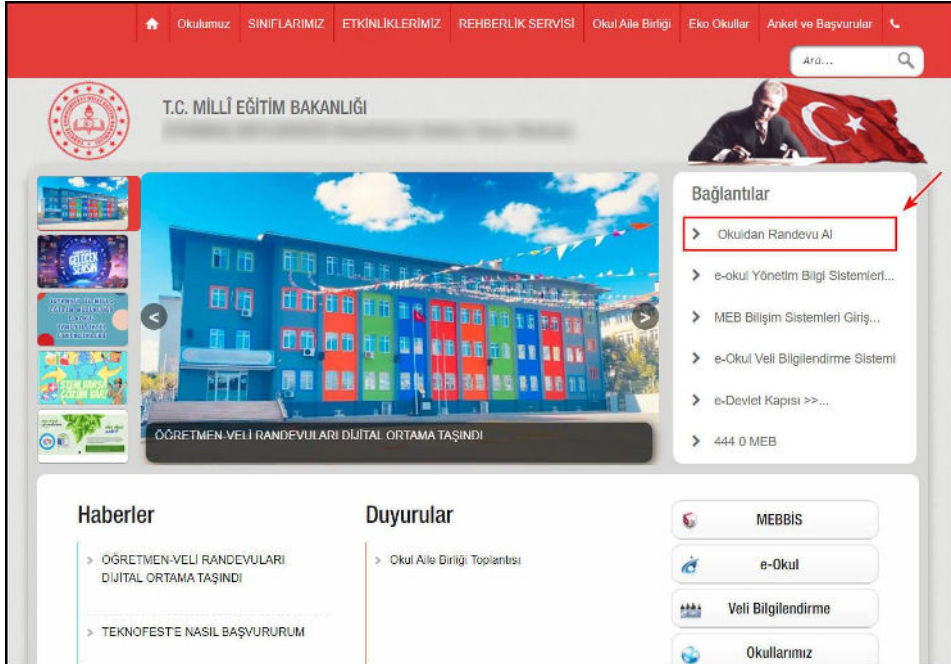 Okulumuz SINIFLARIMIZ ETKİNLİKLERİMİZ REHBERLİK SERVİSİ Okul Aile Birliği Eko Okullar Anket ve Başvurular
Ara...
T.C. MİLLÎ EĞİTİM BAKANLIĞI
GELECEK
SENSİN
ÖĞRETMEN-VELİ RANDEVULARI DİJİTAL ORTAMA TAŞINDI
Bağlantılar
Okuldan Randevu Al
e-okul Yönetim Bilgi Sistemleri...
MEB Bilişim Sistemleri Giriş...
e-Okul Veli Bilgilendirme Sistemi
e-Devlet Kapısı >>...
444 0 MEB
Haberler
ÖĞRETMEN-VELİ RANDEVULARI
DİJİTAL ORTAMA TAŞINDI
TEKNOFEST'E NASIL BAŞVURURUM
Duyurular
Okul Aile Birliği Toplantısı
MEBBİS
e-Okul
Veli Bilgilendirme
Okullarımız